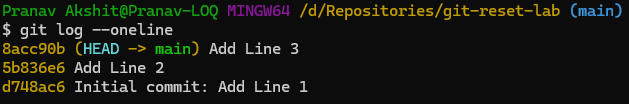 Pranav Akshit@Pranav-LOQ MINGW64 /d/Repositories/git-reset-lab (main)
$ git log --oneline
8acc90b (HEAD -> main) Add Line 3
5b836e6 Add Line 2
d748ac6 Initial commit: Add Line 1